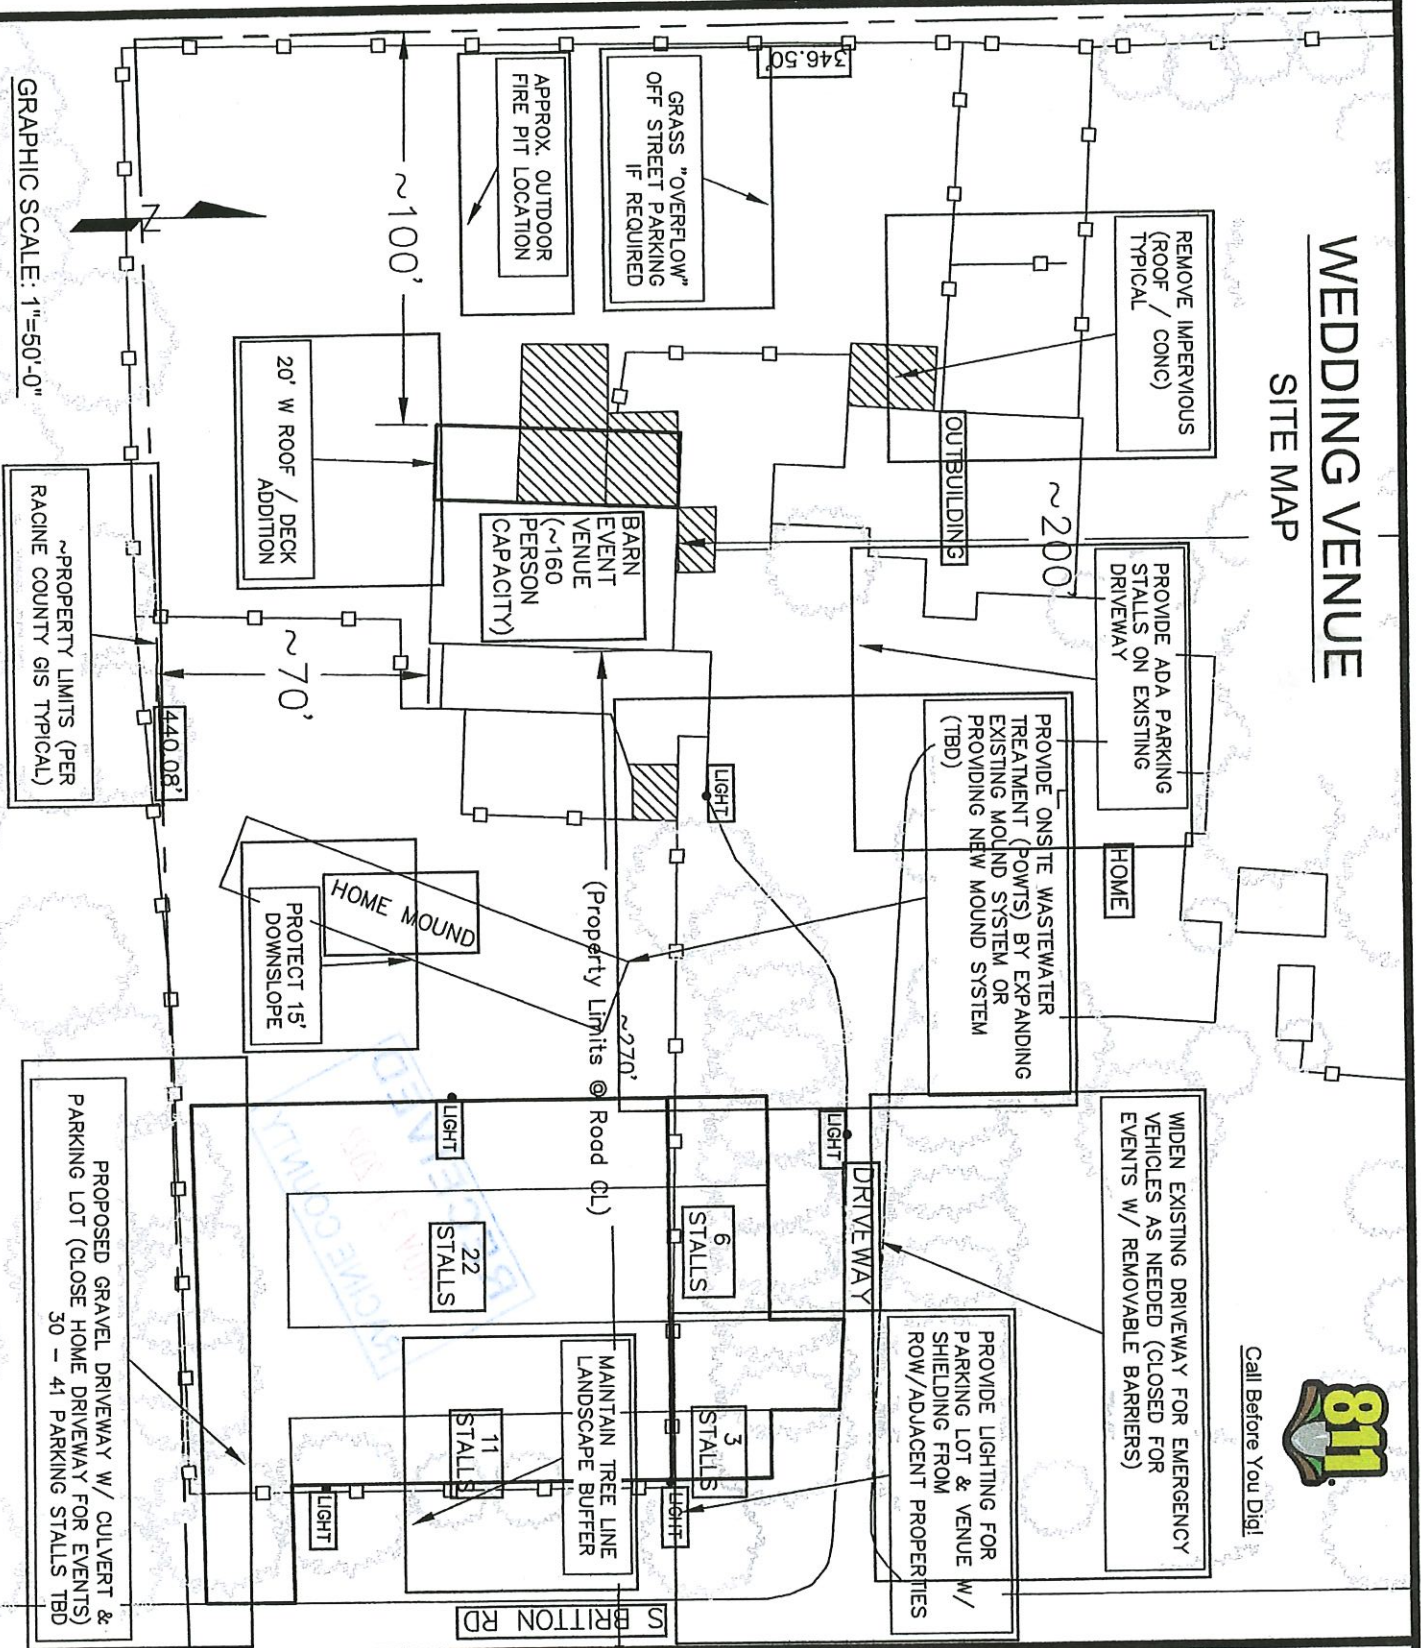 WEDDING VENUE
SITE MAP
811
Call Before You Dig!
REMOVE IMPERVIOUS
(ROOF / CONC)
TYPICAL
PROVIDE ADA PARKING
STALLS ON EXISTING
DRIVEWAY
HOME
WIDEN EXISTING DRIVEWAY FOR EMERGENCY
VEHICLES AS NEEDED (CLOSED FOR
EVENTS W/ REMOVABLE BARRIERS)
~200'
OUTBUILDING
PROVIDE ONSITE WASTEWATER
TREATMENT (POWTS) BY EXPANDING
EXISTING MOUND SYSTEM OR
PROVIDING NEW MOUND SYSTEM
(TBD)
PROVIDE LIGHTING FOR
PARKING LOT & VENUE W/
SHIELDING FROM
ROW/ADJACENT PROPERTIES
346.50'
DRIVEWAY
LIGHT
LIGHT
6
STALLS
3
STALLS
LIGHT
GRASS "OVERFLOW"
OFF STREET PARKING
IF REQUIRED
BARN
EVENT
VENUE
(~160
PERSON
CAPACITY)
~270'
(Property Limits @ Road CL)
MAINTAIN TREE LINE
LANDSCAPE BUFFER
S BRITTON RD
APPROX. OUTDOOR
FIRE PIT LOCATION
~100'
LIGHT
22
STALLS
11
STALLS
RECEIVED
RACINE COUNTY
HOME MOUND
PROTECT 15'
DOWNSLOPE
LIGHT
20' W ROOF / DECK
ADDITION
~70'
440.08'
N
~PROPERTY LIMITS (PER
RACINE COUNTY GIS TYPICAL)
PROPOSED GRAVEL DRIVEWAY W/ CULVERT &
PARKING LOT (CLOSE HOME DRIVEWAY FOR EVENTS)
30 - 41 PARKING STALLS TBD
GRAPHIC SCALE: 1"=50'-0"